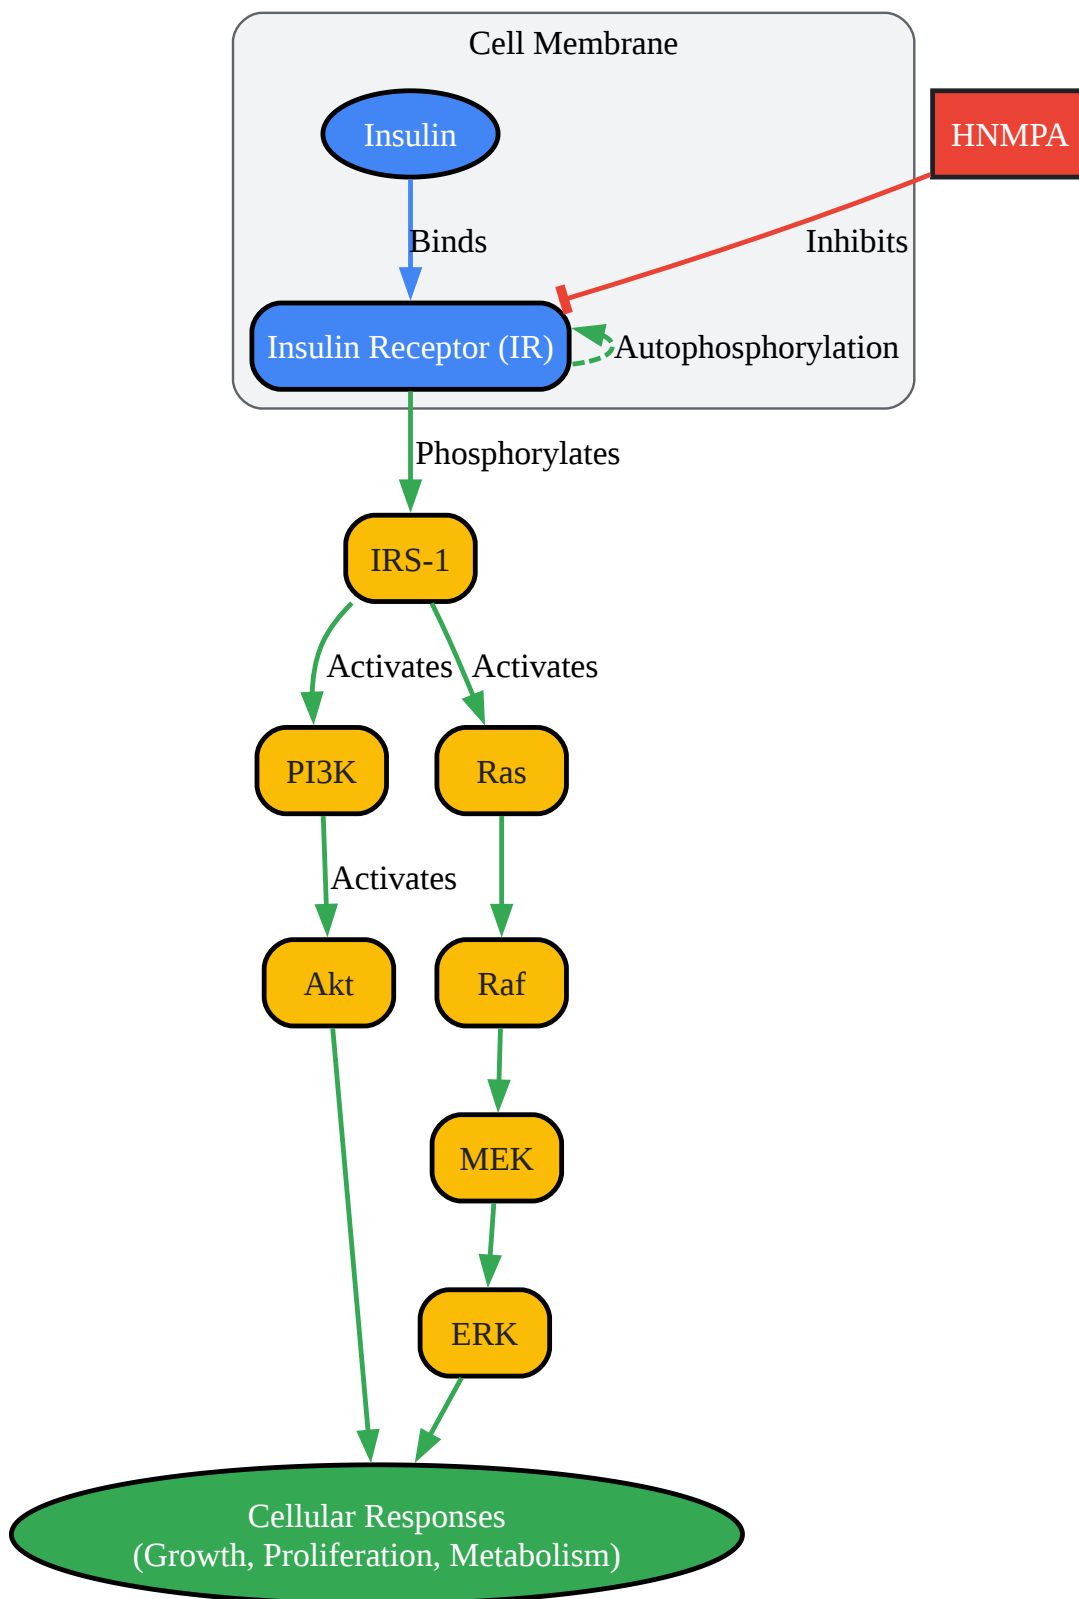 Cell Membrane
Insulin
HNMPA
Binds
Inhibits
Insulin Receptor (IR)
Autophosphorylation
Phosphorylates
IRS-1
Activates
Activates
PI3K
Ras
Activates
Akt
Raf
MEK
ERK
Cellular Responses
(Growth, Proliferation, Metabolism)